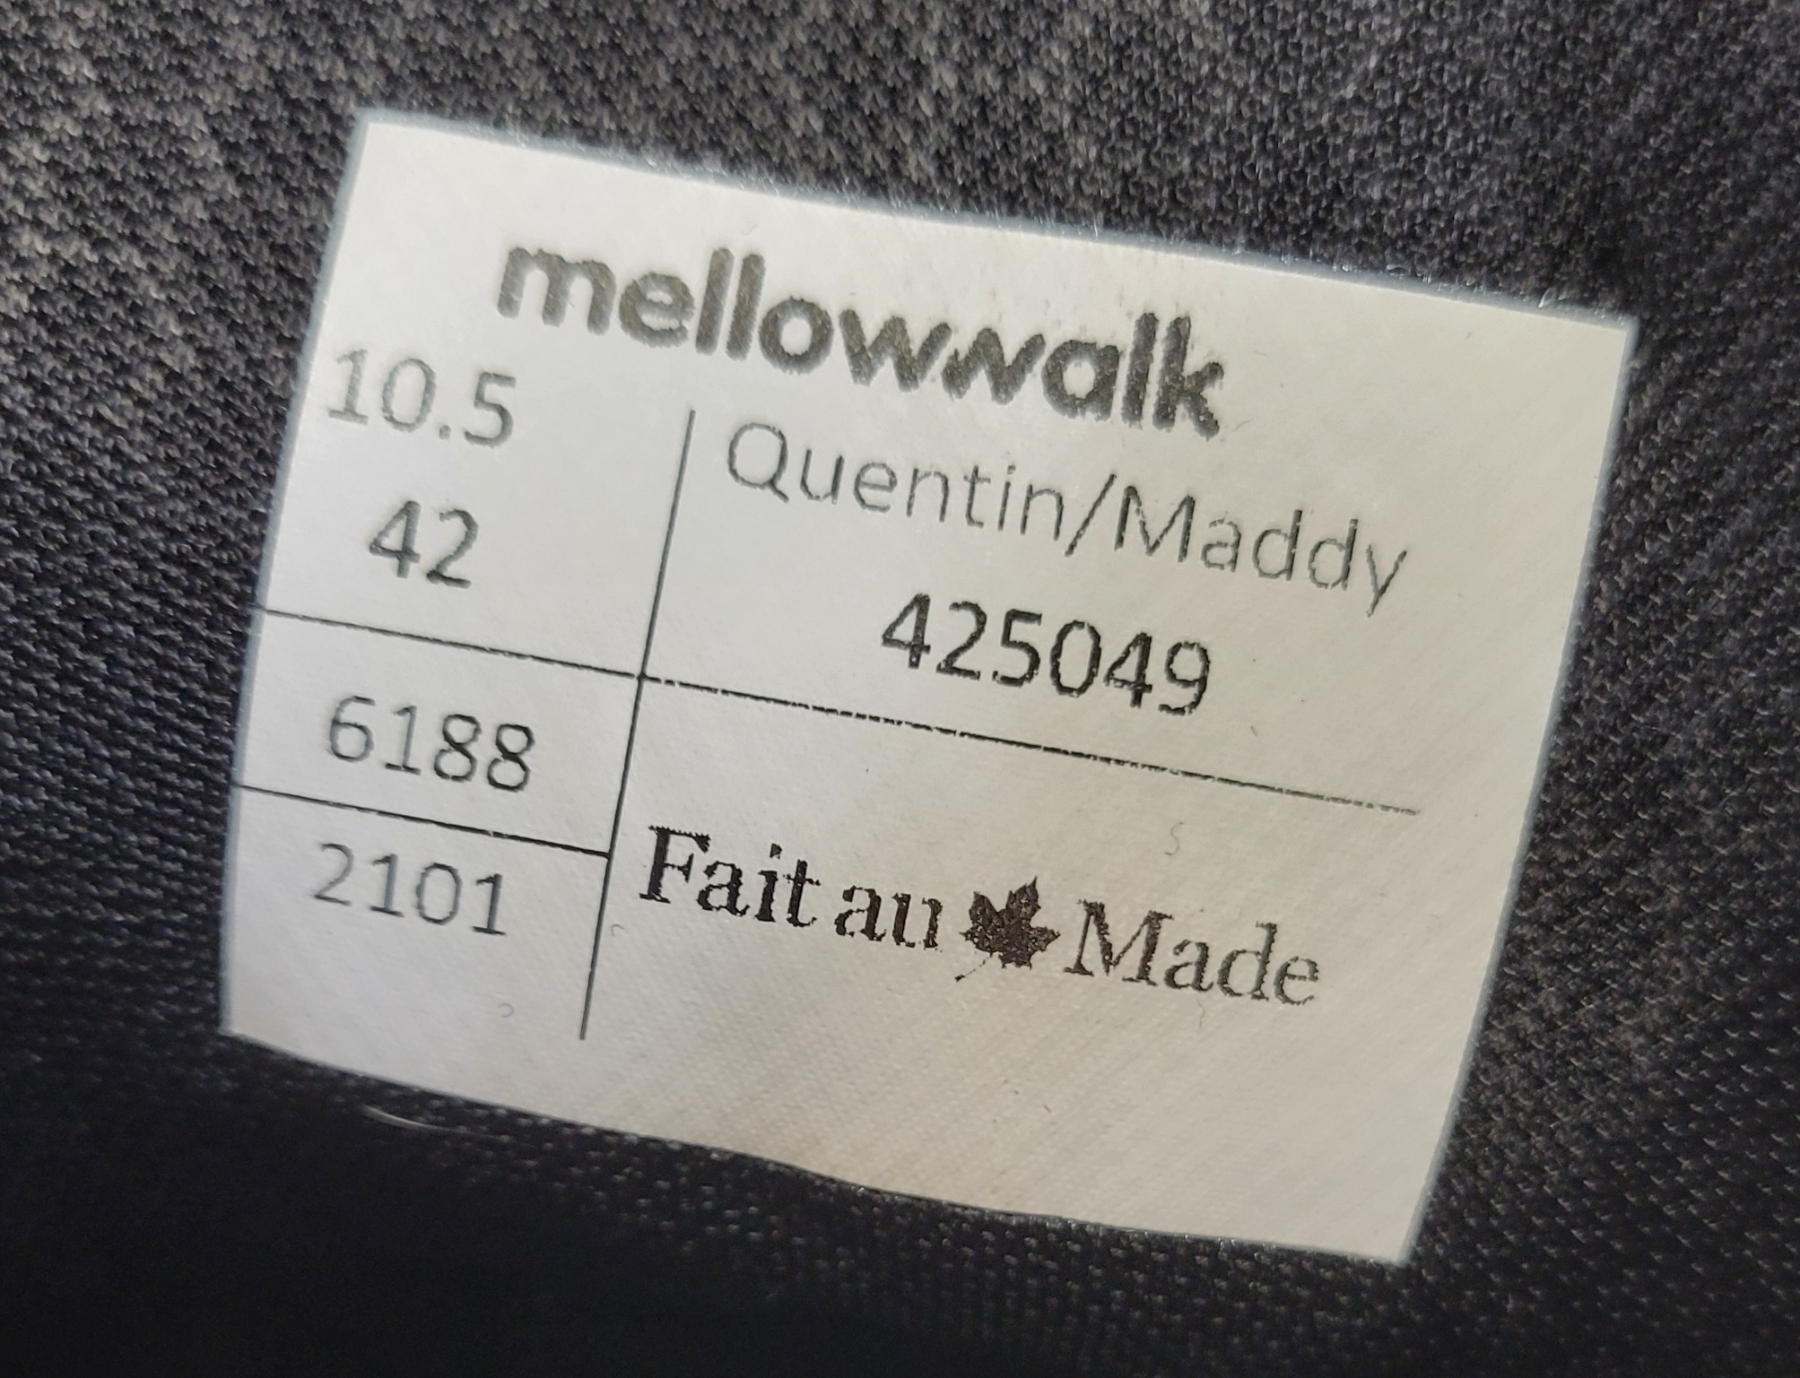 mellowwalk
10.5
42
Quentin/Maddy
425049
6188
2101
Fait au Made